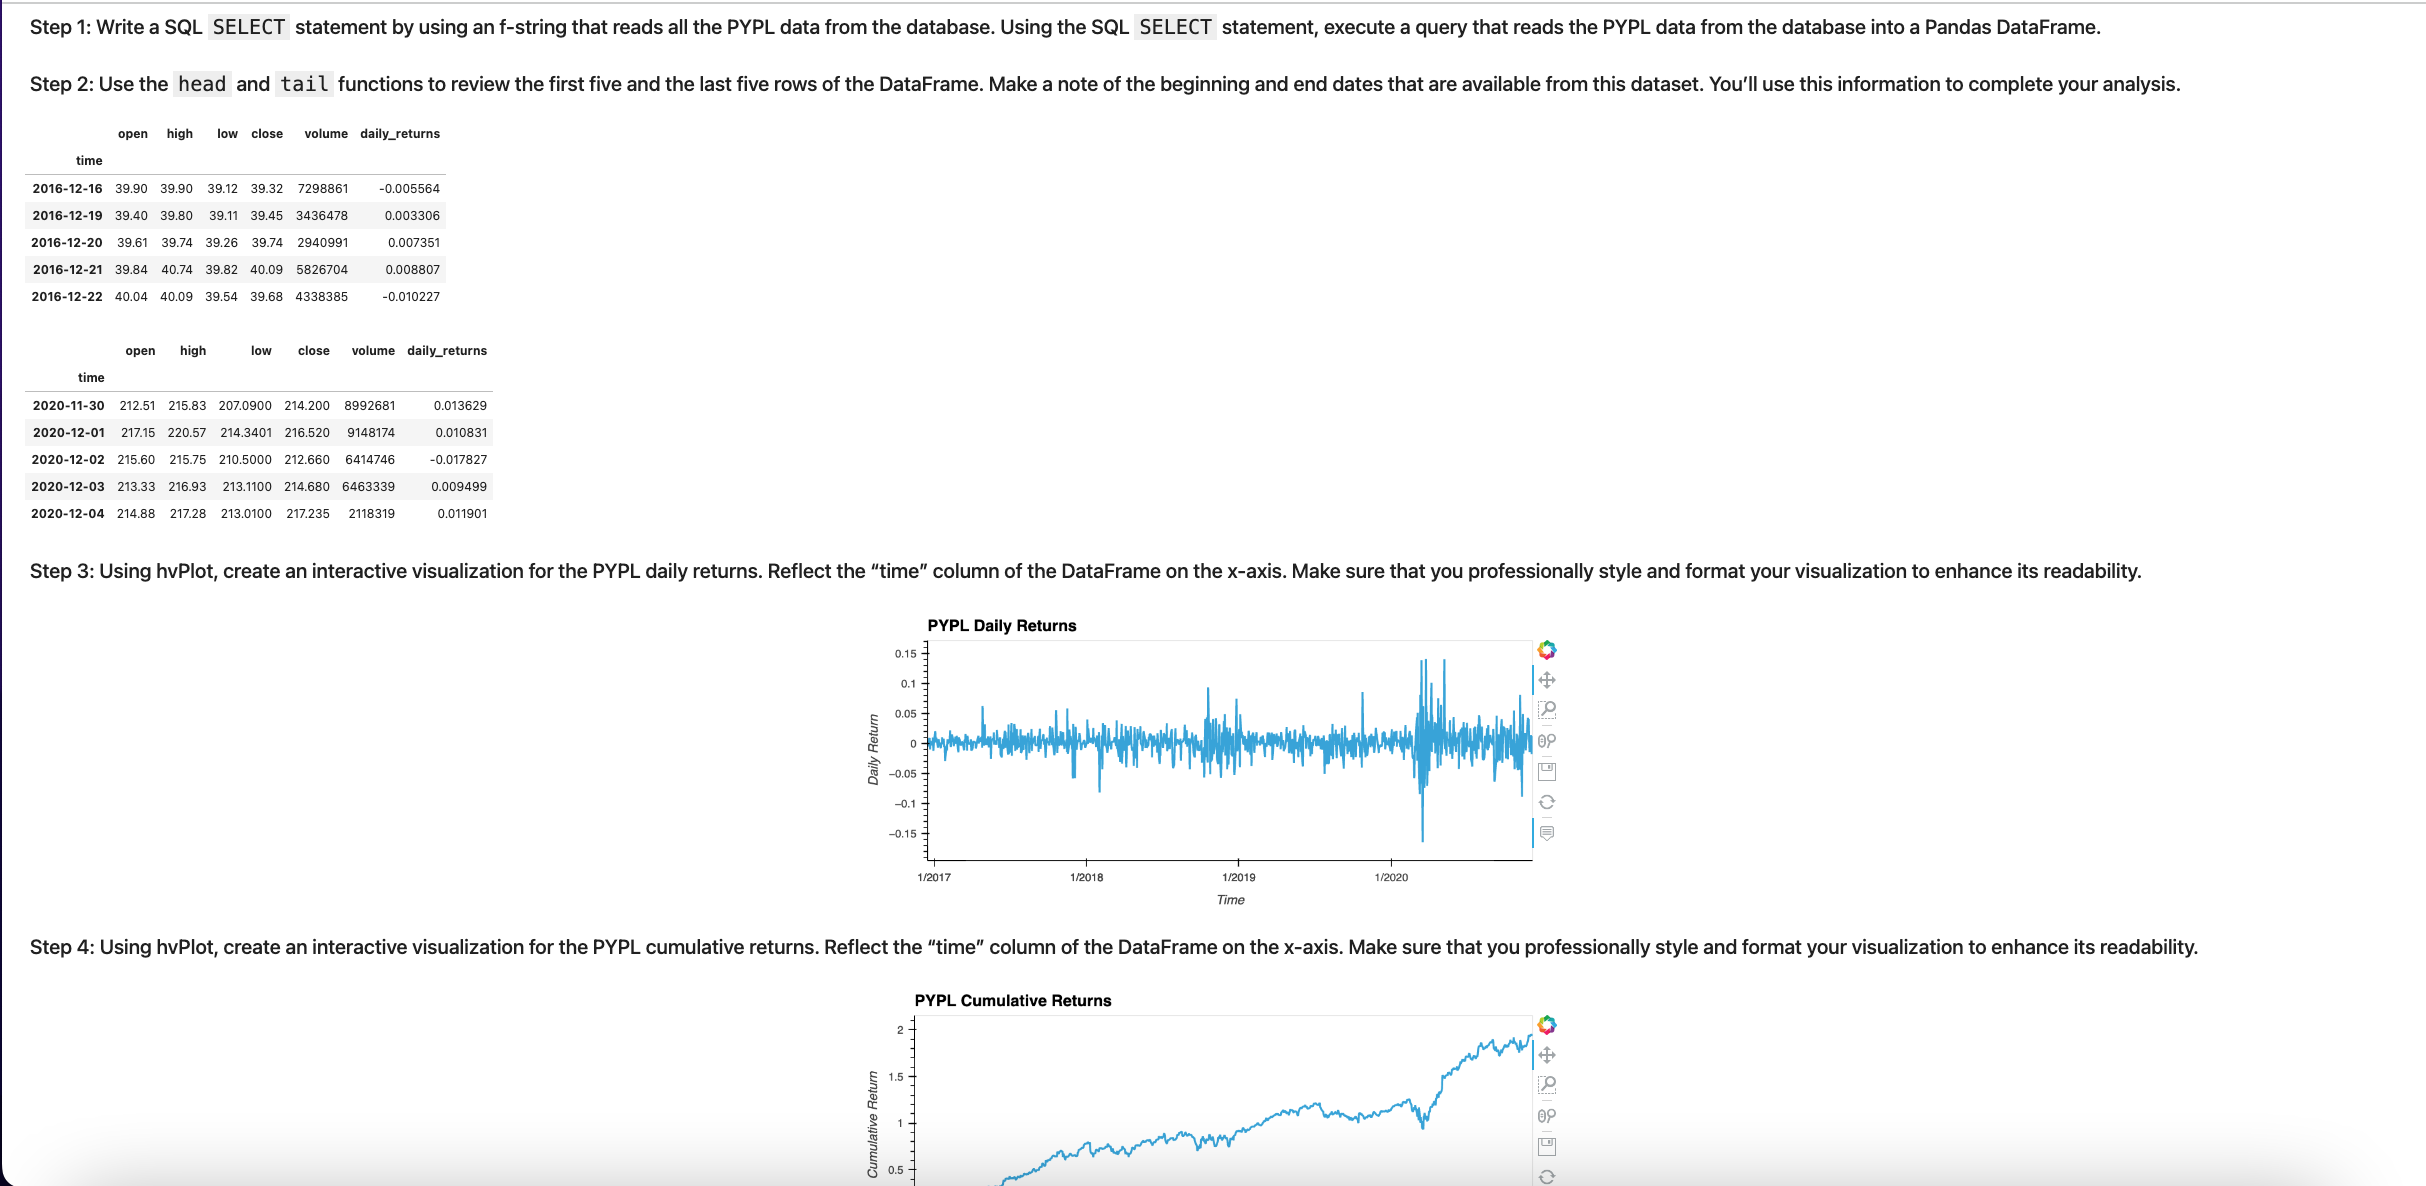 Step 1: Write a SQL SELECT statement by using an f-string that reads all the PYPL data from the database. Using the SQL SELECT statement, execute a query that reads the PYPL data from the database into a Pandas DataFrame.
Step 2: Use the head and tail functions to review the first five and the last five rows of the DataFrame. Make a note of the beginning and end dates that are available from this dataset. You’ll use this information to complete your analysis.
open high low close volume daily_returns
time
2016-12-16 39.90 39.90 39.12 39.32 7298861 -0.005564
2016-12-19 39.40 39.80 39.11 39.45 3436478 0.003306
2016-12-20 39.61 39.74 39.26 39.74 2940991 0.007351
2016-12-21 39.84 40.74 39.82 40.09 5826704 0.008807
2016-12-22 40.04 40.09 39.54 39.68 4338385 -0.010227
open high low close volume daily_returns
time
2020-11-30 212.51 215.83 207.0900 214.200 8992681 0.013629
2020-12-01 217.15 220.57 214.3401 216.520 9148174 0.010831
2020-12-02 215.60 215.75 210.5000 212.660 6414746 -0.017827
2020-12-03 213.33 216.93 213.1100 214.680 6463339 0.009499
2020-12-04 214.88 217.28 213.0100 217.235 2118319 0.011901
Step 3: Using hvPlot, create an interactive visualization for the PYPL daily returns. Reflect the “time” column of the DataFrame on the x-axis. Make sure that you professionally style and format your visualization to enhance its readability.
PYPL Daily Returns
0.15
0.1
0.05
0
−0.05
−0.1
−0.15
Daily Return
1/2017 1/2018 1/2019 1/2020
Time
Step 4: Using hvPlot, create an interactive visualization for the PYPL cumulative returns. Reflect the “time” column of the DataFrame on the x-axis. Make sure that you professionally style and format your visualization to enhance its readability.
PYPL Cumulative Returns
2
1.5
1
0.5
Cumulative Return